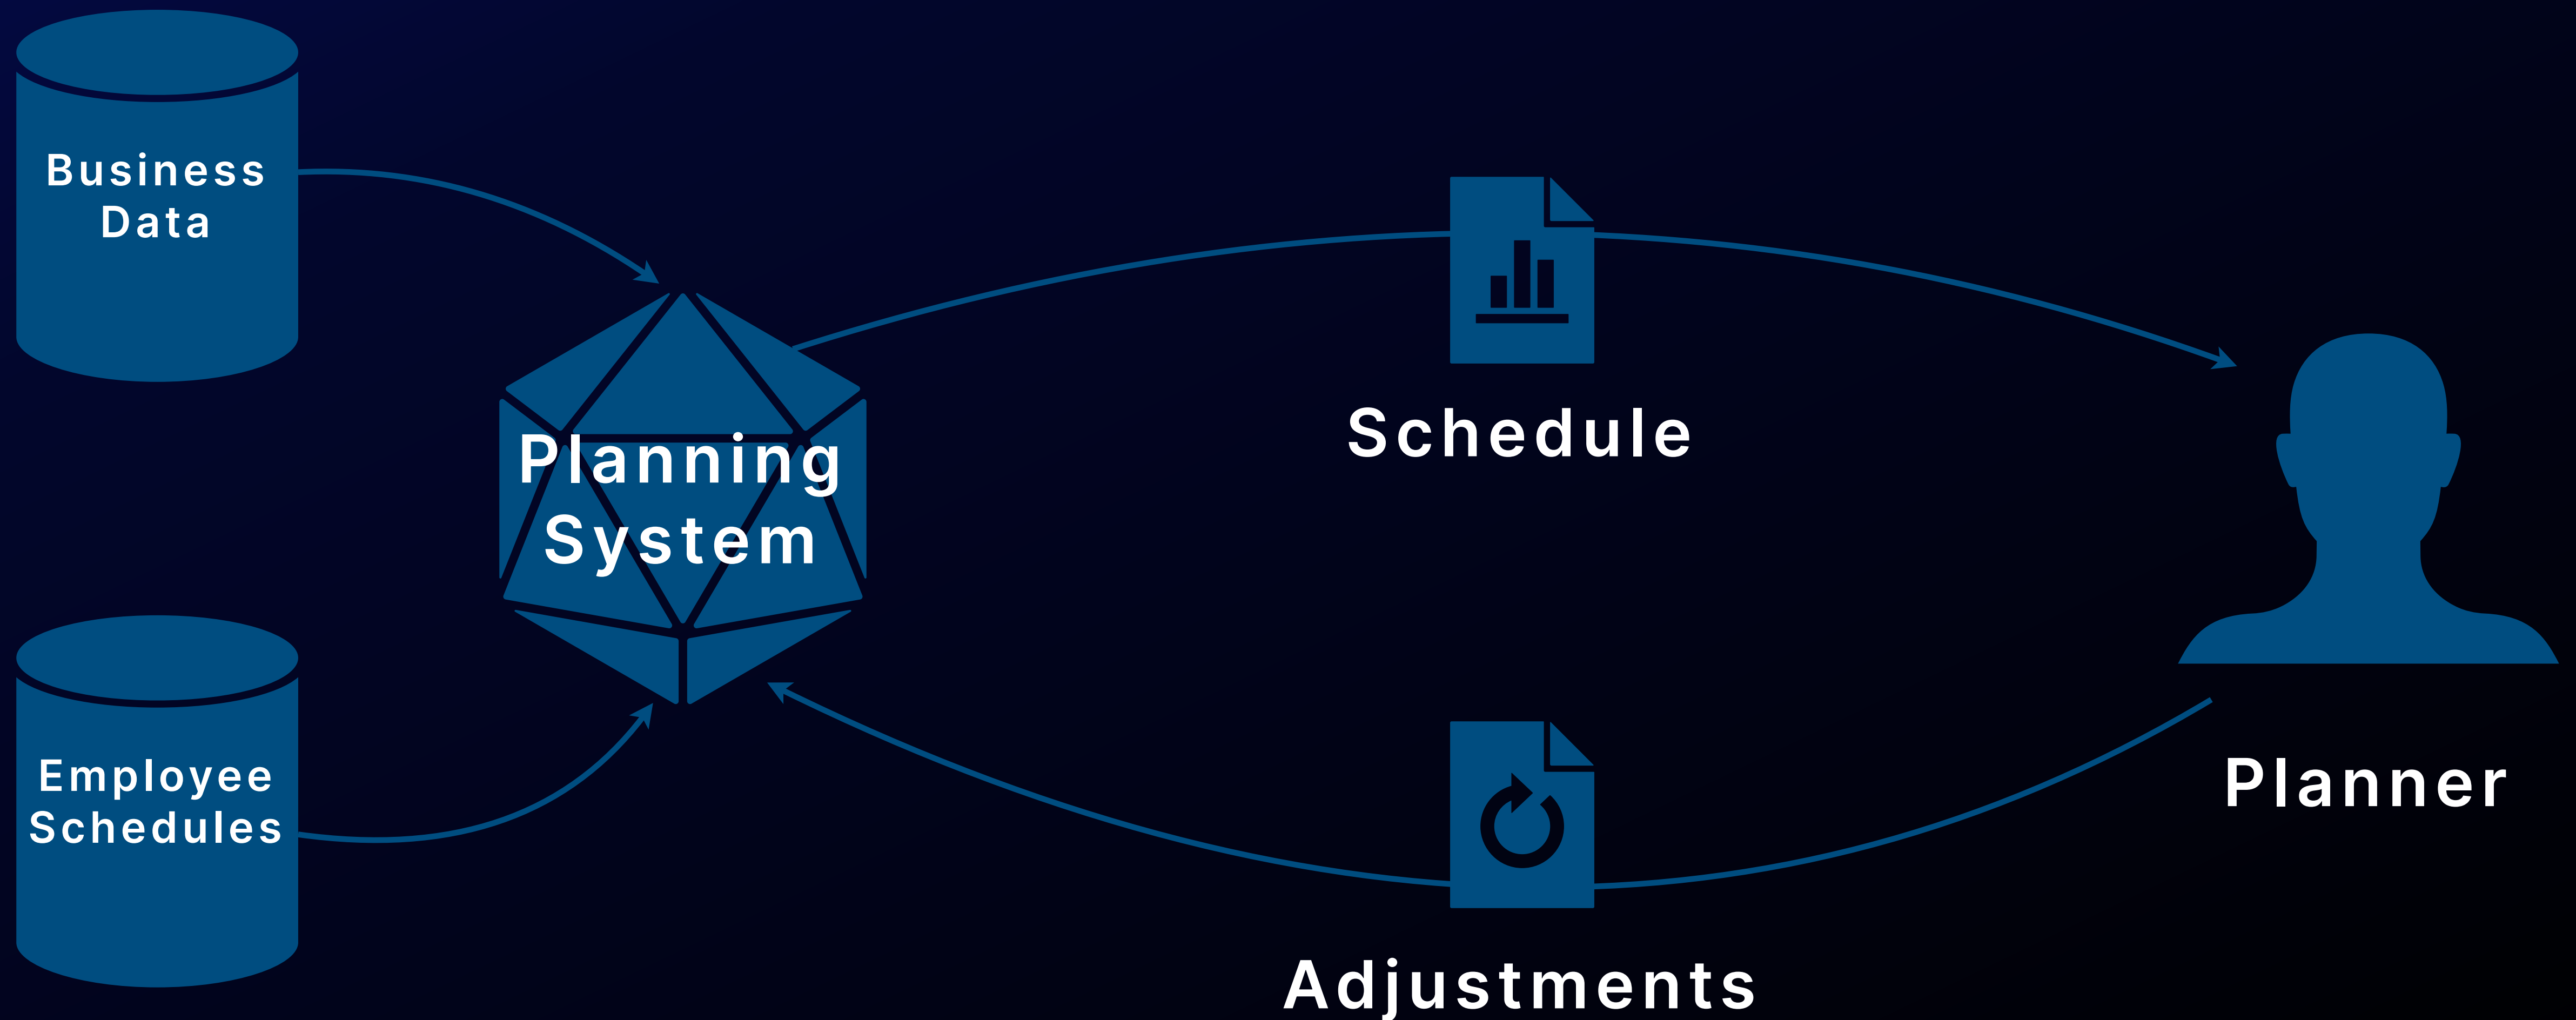 Business
Data
Planning
System
Schedule
Employee
Schedules
Planner
Adjustments